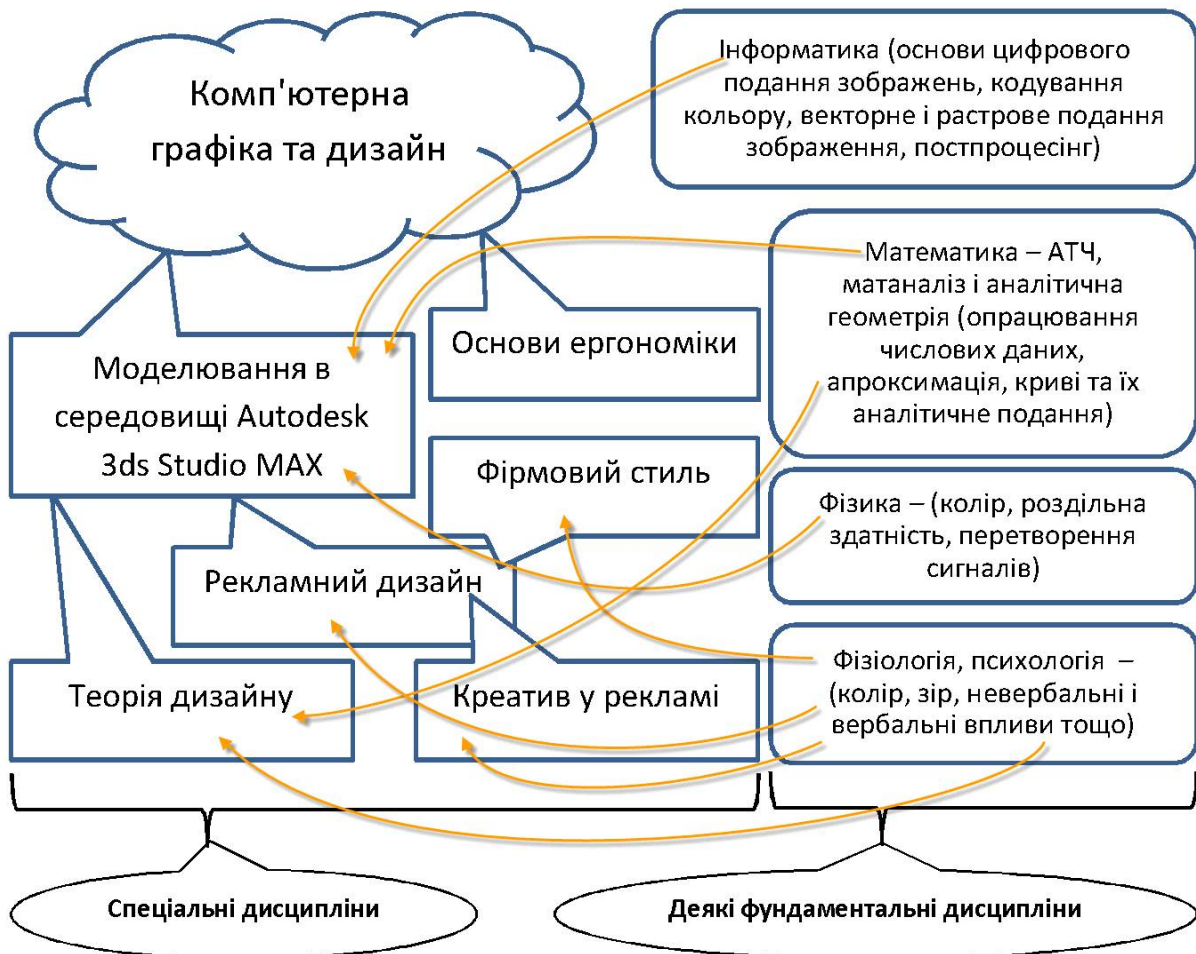 Комп'ютерна
графіка та дизайн
Інформатика (основи цифрового
подання зображень, кодування
кольору, векторне і растрове подання
зображення, постпроцесінг)
Математика – АТЧ,
матаналіз і аналітична
геометрія (опрацювання
числових даних,
апроксимація, криві та їх
аналітичне подання)
Основи ергономіки
Моделювання в
середовищі Autodesk
3ds Studio MAX
Фірмовий стиль
Фізика – (колір, роздільна
здатність, перетворення
сигналів)
Рекламний дизайн
Теорія дизайну
Креатив у рекламі
Фізіологія, психологія –
(колір, зір, невербальні і
вербальні впливи тощо)
Спеціальні дисципліни
Деякі фундаментальні дисципліни